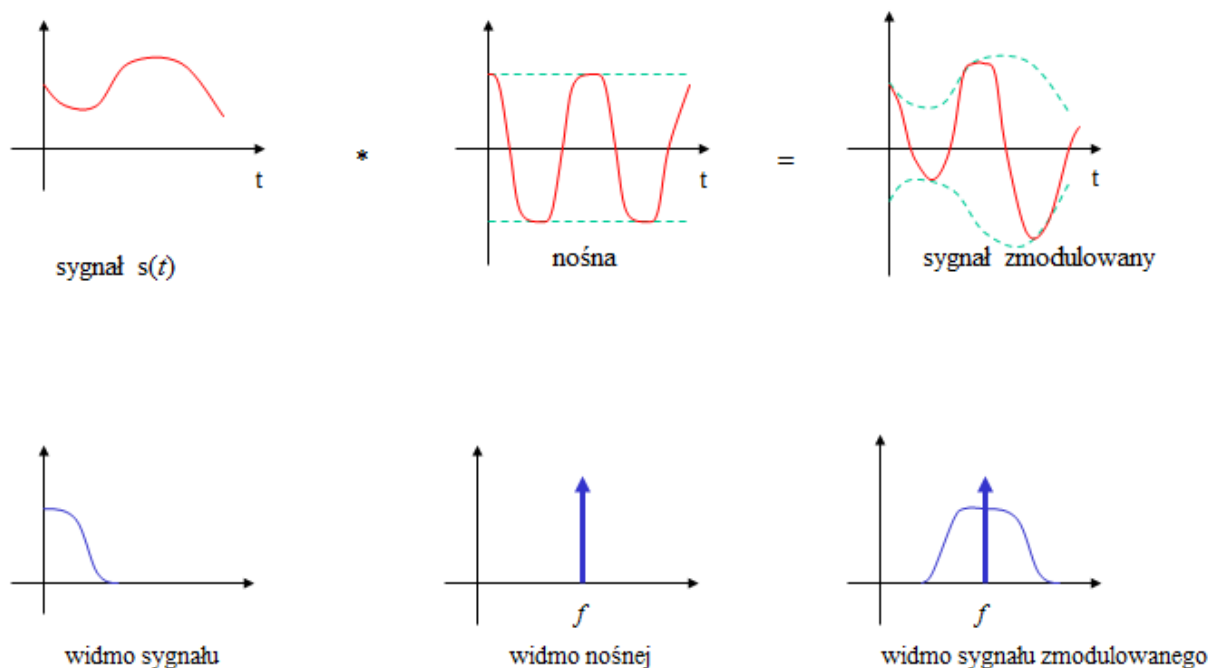 t
*
t
=
t
sygnał s(t)
nośna
sygnał zmodulowany
f
f
widmo sygnału
widmo nośnej
widmo sygnału zmodulowanego